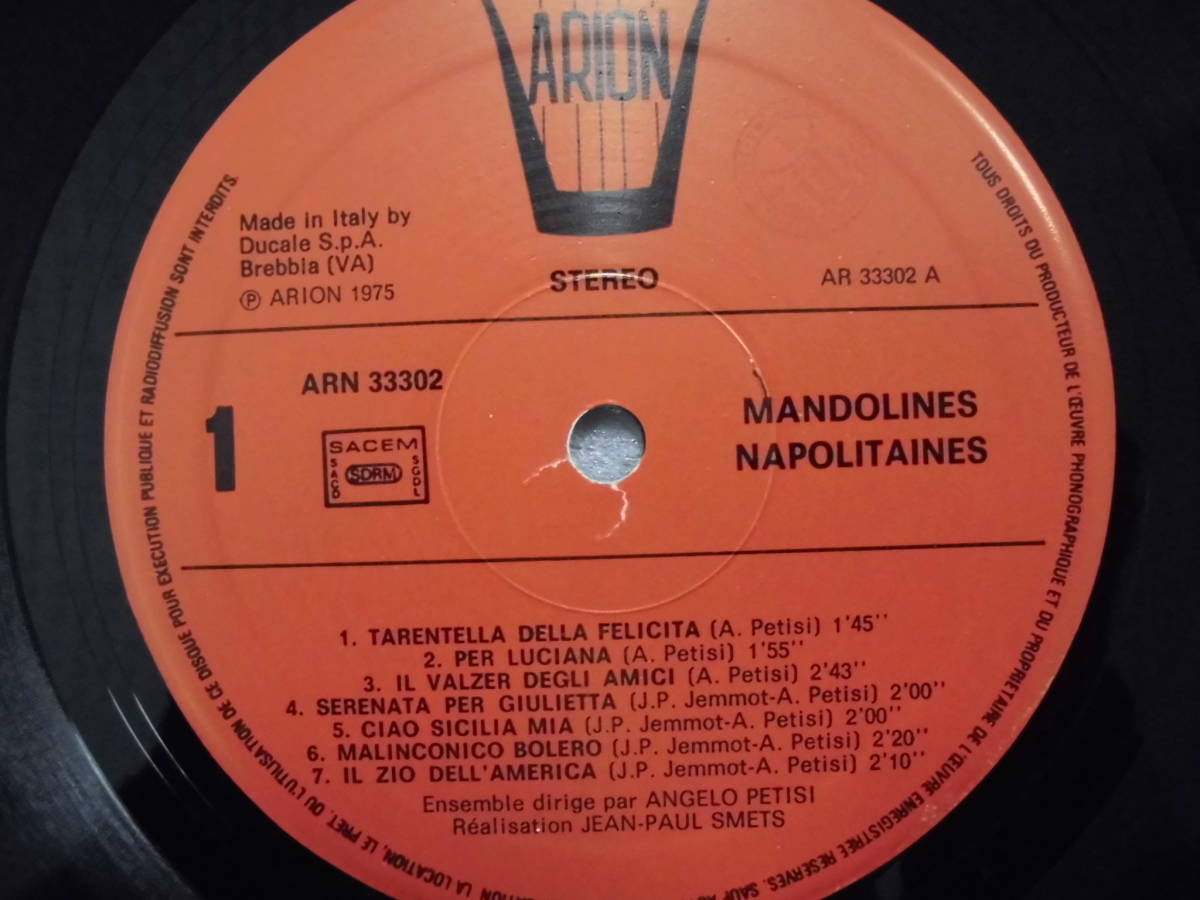 ARION
Made in Italy by
Ducale S.p.A.
Brebbia (VA)
Ⓟ ARION 1975
STEREO
AR 33302 A
ARN 33302
1
SACEM
SACD
SDRM
SGDL
MANDOLINES
NAPOLITAINES
1. TARENTELLA DELLA FELICITA (A. Petisi) 1'45''
2. PER LUCIANA (A. Petisi) 1'55''
3. IL VALZER DEGLI AMICI (A. Petisi) 2'43''
4. SERENATA PER GIULIETTA (J.P. Jemmot-A. Petisi) 2'00''
5. CIAO SICILIA MIA (J.P. Jemmot-A. Petisi) 2'00''
6. MALINCONICO BOLERO (J.P. Jemmot-A. Petisi) 2'20''
7. IL ZIO DELL'AMERICA (J.P. Jemmot-A. Petisi) 2'10''
Ensemble dirige par ANGELO PETISI
Réalisation JEAN-PAUL SMETS
TOUS DROITS DU PRODUCTEUR DE L'ŒUVRE PHONOGRAPHIQUE ET DU PROPRIETAIRE DE L'ŒUVRE ENREGISTREE RESERVES. SAUF LA LOCATION, LE PRET, OU L'UTILISATION DE CE DISQUE POUR EXECUTION PUBLIQUE ET RADIODIFFUSION SONT INTERDITS.